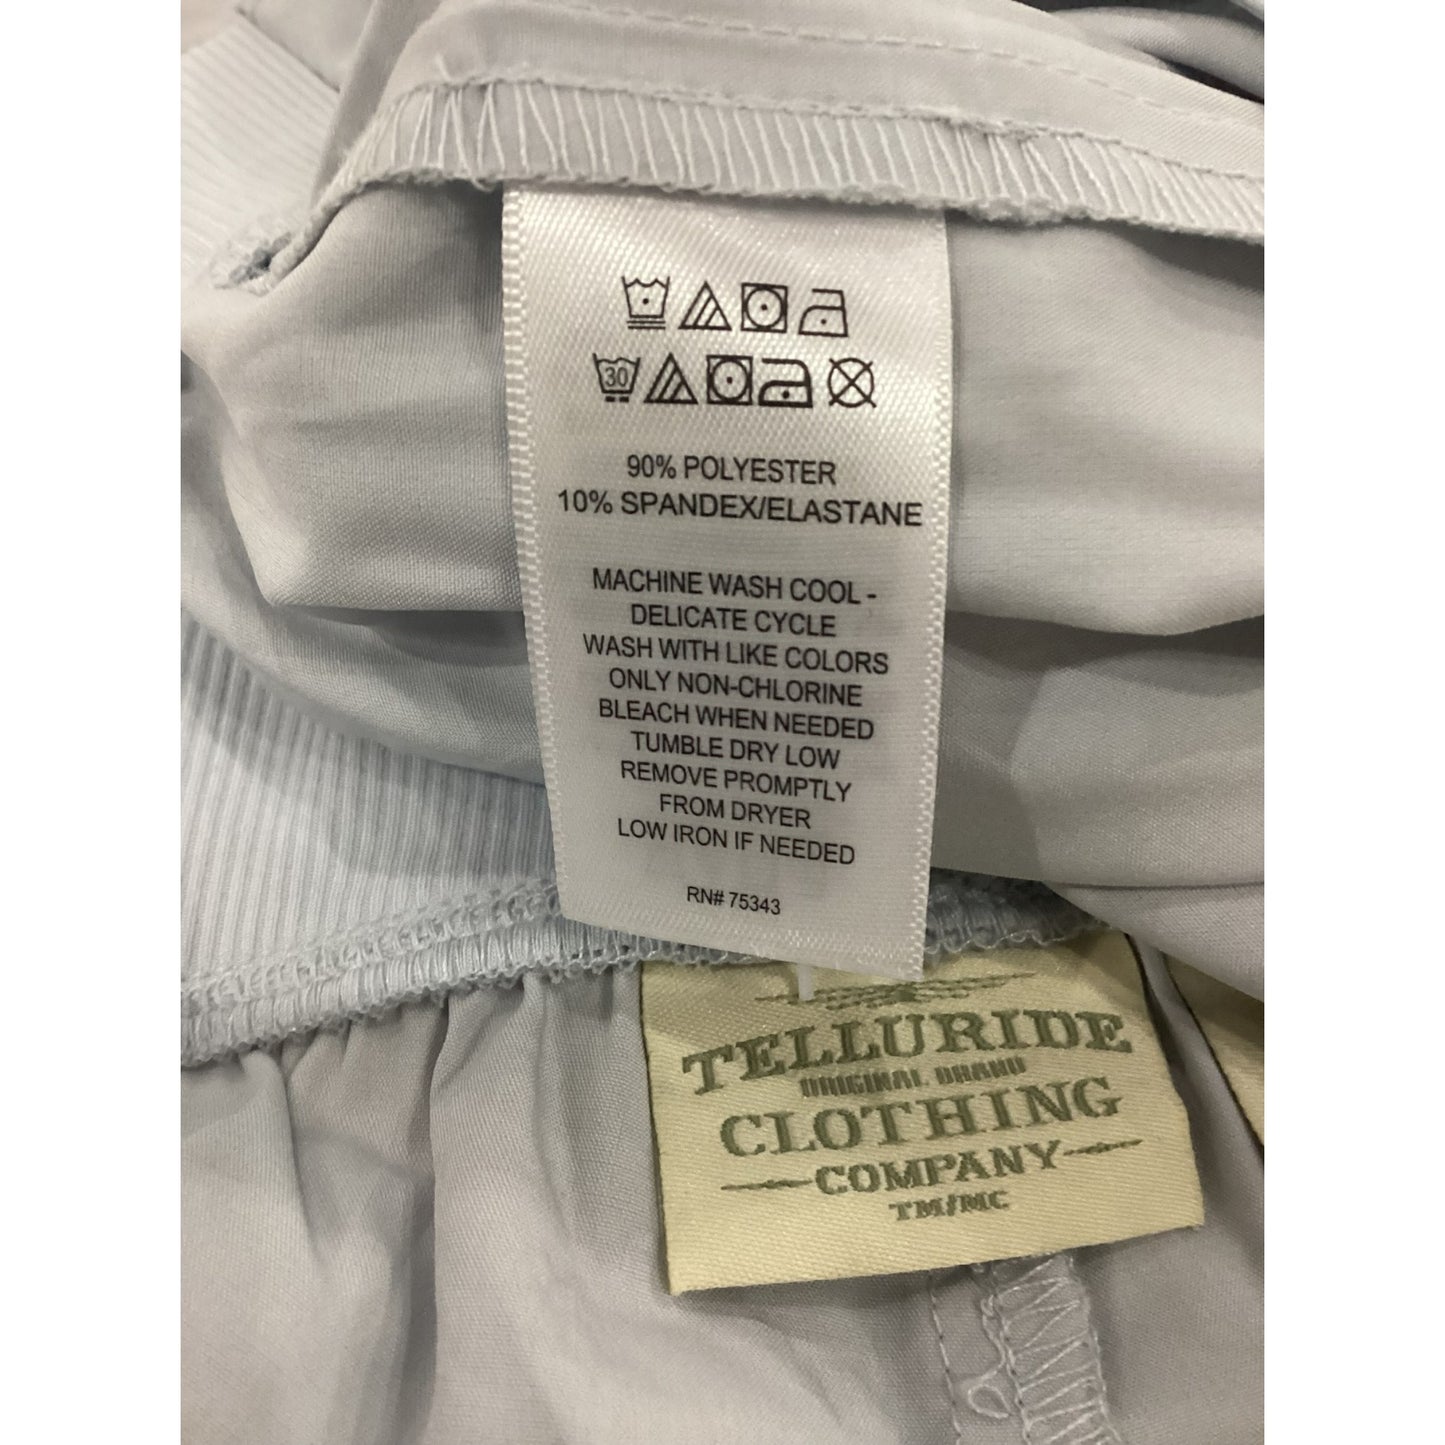 30
90% POLYESTER
10% SPANDEX/ELASTANE
MACHINE WASH COOL -
DELICATE CYCLE
WASH WITH LIKE COLORS
ONLY NON-CHLORINE
BLEACH WHEN NEEDED
TUMBLE DRY LOW
REMOVE PROMPTLY
FROM DRYER
LOW IRON IF NEEDED
RN# 75343
TELLURIDE
ORIGINAL BRAND
CLOTHING
COMPANY
TM/MC